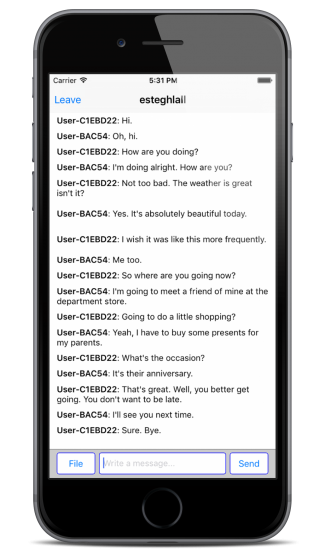 Carrier 5:31 PM
Leave esteghlail
User-C1EBD22: Hi.
User-BAC54: Oh, hi.
User-C1EBD22: How are you doing?
User-BAC54: I'm doing alright. How are you?
User-C1EBD22: Not too bad. The weather is great
isn't it?
User-BAC54: Yes. It's absolutely beautiful today.
User-C1EBD22: I wish it was like this more frequently.
User-BAC54: Me too.
User-C1EBD22: So where are you going now?
User-BAC54: I'm going to meet a friend of mine at the
department store.
User-C1EBD22: Going to do a little shopping?
User-BAC54: Yeah, I have to buy some presents for
my parents.
User-C1EBD22: What's the occasion?
User-BAC54: It's their anniversary.
User-C1EBD22: That's great. Well, you better get
going. You don't want to be late.
User-BAC54: I'll see you next time.
User-C1EBD22: Sure. Bye.
File Write a message... Send